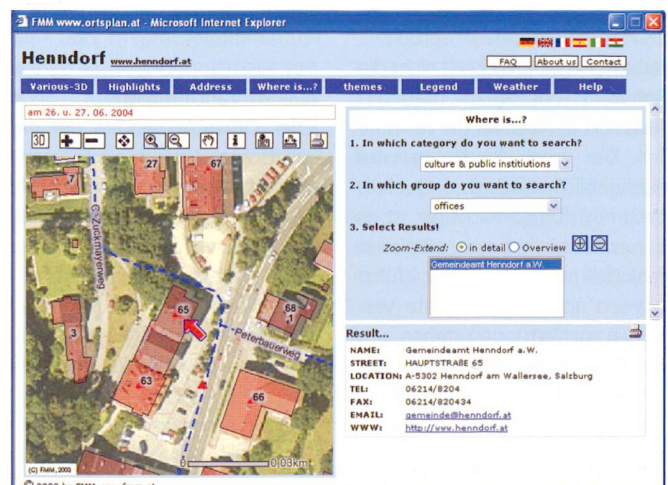 FMM www.ortsplan.at - Microsoft Internet Explorer
Henndorf www.henndorf.at
FAQ About us Contact
Various-3D Highlights Address Where is...? themes Legend Weather Help
am 26. u. 27. 06. 2004
3D
7
27
67
C.-Zuckmayerweg
65
68
1
Peterbauerweg
3
63
66
(C) FMM, 2003
0 0,03km
Where is...?
1. In which category do you want to search?
culture & public institiutions
2. In which group do you want to search?
offices
3. Select Results!
Zoom-Extend: in detail Overview
Gemeindeamt Henndorf a.W.
Result...
NAME: Gemeindeamt Henndorf a.W.
STREET: HAUPTSTRAßE 65
LOCATION: A-5302 Henndorf am Wallersee, Salzburg
TEL: 06214/8204
FAX: 06214/820434
EMAIL: gemeinde@henndorf.at
WWW: http://www.henndorf.at